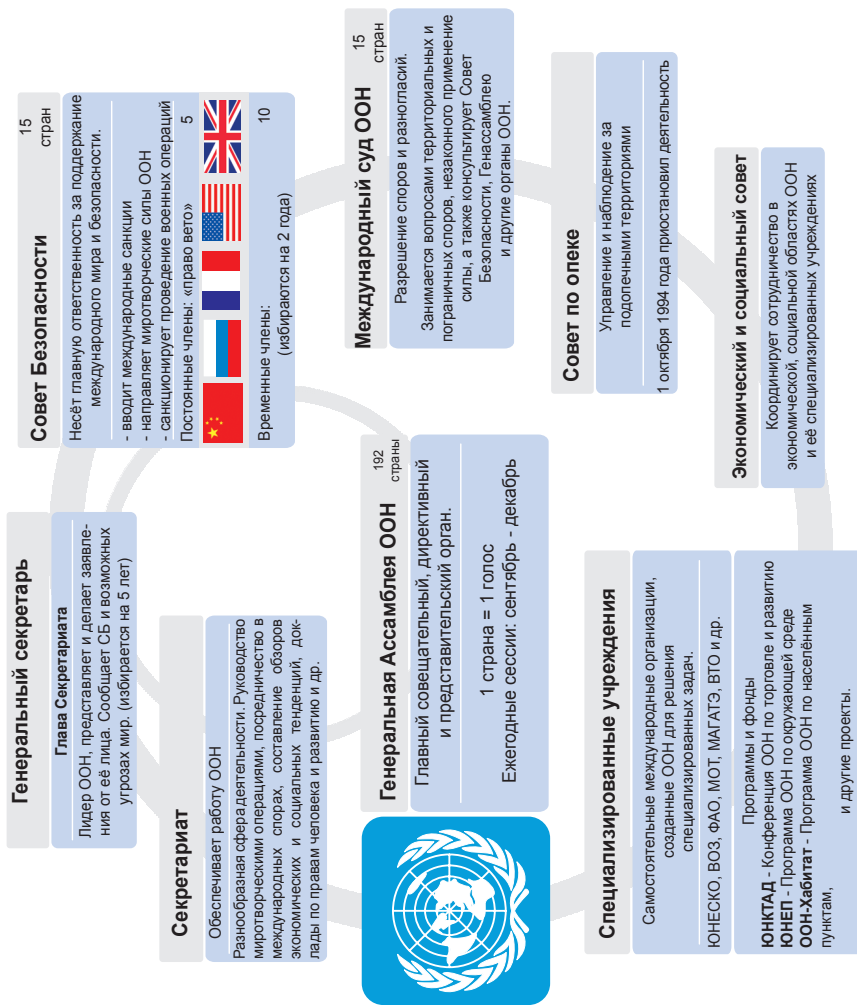 Генеральный секретарь
Глава Секретариата
Лидер ООН, представляет и делает заявле-
ния от её лица. Сообщает СБ и возможных
угрозах мир. (избирается на 5 лет)
Совет Безопасности
15
стран
Несёт главную ответственность за поддержание
международного мира и безопасности.
- вводит международные санкции
- направляет миротворческие силы ООН
- санкционирует проведение военных операций
Постоянные члены: «право вето» 5
Временные члены: 10
(избираются на 2 года)
Секретариат
Обеспечивает работу ООН
Разнообразная сфера деятельности. Руководство
миротворческими операциями, посредничество в
международных спорах, составление обзоров
экономических и социальных тенденций, док-
лады по правам человека и развитию и др.
Генеральная Ассамблея ООН
192
страны
Главный совещательный, директивный
и представительский орган.
1 страна = 1 голос
Ежегодные сессии: сентябрь - декабрь
Международный суд ООН
15
стран
Разрешение споров и разногласий.
Занимается вопросами территориальных и
пограничных споров, незаконного применение
силы, а также консультирует Совет
Безопасности, Генассамблею
и другие органы ООН.
Совет по опеке
Управление и наблюдение за
подопечными территориями
1 октября 1994 года приостановил деятельность
Специализированные учреждения
Самостоятельные международные организации,
созданные ООН для решения
специализированных задач.
ЮНЕСКО, ВОЗ, ФАО, МОТ, МАГАТЭ, ВТО и др.
Программы и фонды
ЮНКТАД - Конференция ООН по торговле и развитию
ЮНЕП - Программа ООН по окружающей среде
ООН-Хабитат - Программа ООН по населённым
пунктам,
и другие проекты.
Экономический и социальный совет
Координирует сотрудничество в
экономической, социальной областях ООН
и её специализированных учреждениях